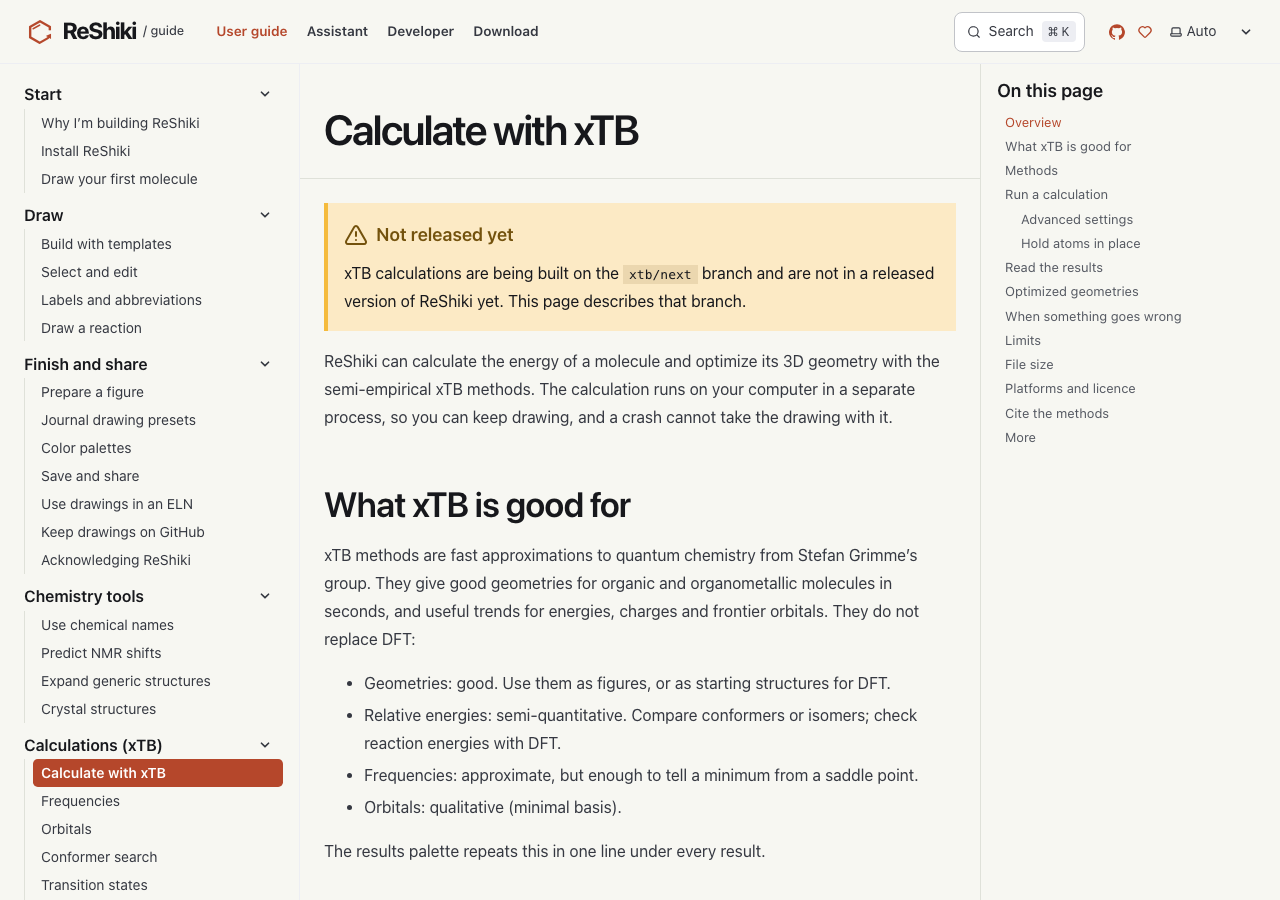 ReShiki / guide
User guide
Assistant
Developer
Download
Search ⌘ K
Auto
Start
Why I'm building ReShiki
Install ReShiki
Draw your first molecule
Draw
Build with templates
Select and edit
Labels and abbreviations
Draw a reaction
Finish and share
Prepare a figure
Journal drawing presets
Color palettes
Save and share
Use drawings in an ELN
Keep drawings on GitHub
Acknowledging ReShiki
Chemistry tools
Use chemical names
Predict NMR shifts
Expand generic structures
Crystal structures
Calculations (xTB)
Calculate with xTB
Frequencies
Orbitals
Conformer search
Transition states
Calculate with xTB
Not released yet
xTB calculations are being built on the xtb/next branch and are not in a released
version of ReShiki yet. This page describes that branch.
ReShiki can calculate the energy of a molecule and optimize its 3D geometry with the
semi-empirical xTB methods. The calculation runs on your computer in a separate
process, so you can keep drawing, and a crash cannot take the drawing with it.
What xTB is good for
xTB methods are fast approximations to quantum chemistry from Stefan Grimme's
group. They give good geometries for organic and organometallic molecules in
seconds, and useful trends for energies, charges and frontier orbitals. They do not
replace DFT:
• Geometries: good. Use them as figures, or as starting structures for DFT.
• Relative energies: semi-quantitative. Compare conformers or isomers; check
reaction energies with DFT.
• Frequencies: approximate, but enough to tell a minimum from a saddle point.
• Orbitals: qualitative (minimal basis).
The results palette repeats this in one line under every result.
On this page
Overview
What xTB is good for
Methods
Run a calculation
Advanced settings
Hold atoms in place
Read the results
Optimized geometries
When something goes wrong
Limits
File size
Platforms and licence
Cite the methods
More